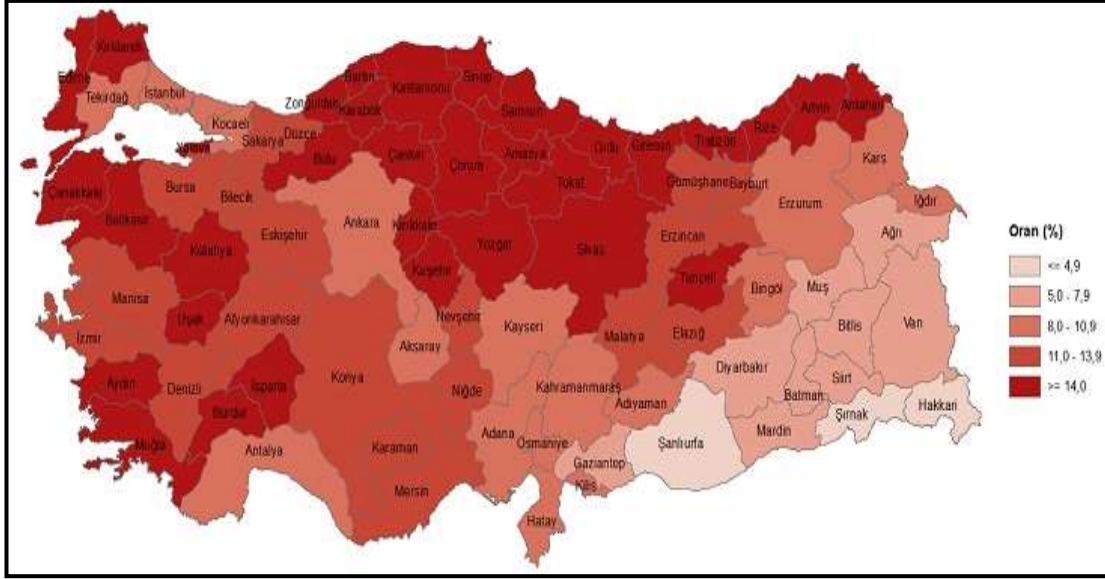 Kırklareli
Edirne
Tekirdağ
İstanbul
Kocaeli
Yalova
Sakarya
Düzce
Zonguldak
Bartın
Karabük
Kastamonu
Sinop
Samsun
Bolu
Çankırı
Çorum
Amasya
Tokat
Ordu
Giresun
Trabzon
Rize
Artvin
Ardahan
Gümüşhane
Bayburt
Kars
Iğdır
Erzurum
Ağrı
Çanakkale
Balıkesir
Bursa
Bilecik
Eskişehir
Ankara
Kırıkkale
Kırşehir
Yozgat
Sivas
Erzincan
Tunceli
Bingöl
Muş
Bitlis
Van
Kütahya
Manisa
Uşak
Afyonkarahisar
İzmir
Aydın
Denizli
Isparta
Burdur
Muğla
Antalya
Konya
Aksaray
Nevşehir
Kayseri
Niğde
Malatya
Elazığ
Diyarbakır
Siirt
Batman
Şırnak
Hakkari
Mardin
Kahramanmaraş
Adıyaman
Şanlıurfa
Adana
Osmaniye
Gaziantep
Kilis
Karaman
Mersin
Hatay
Oran (%)
<= 4,9
5,0 - 7,9
8,0 - 10,9
11,0 - 13,9
>= 14,0